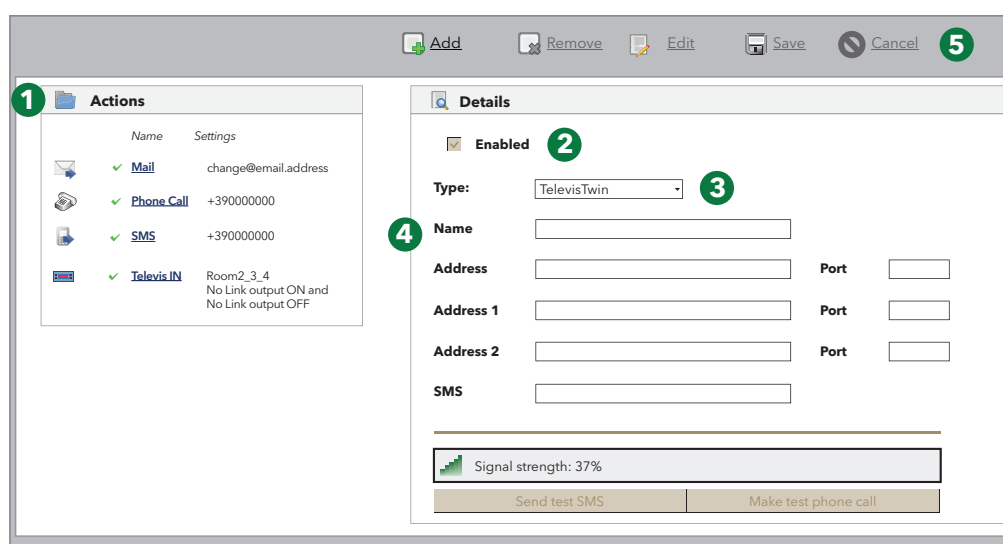 Add Remove Edit Save Cancel 5
1 Actions
Name Settings
Mail change@email.address
Phone Call +390000000
SMS +390000000
Televis IN Room2_3_4
No Link output ON and
No Link output OFF
Details
Enabled 2
Type: TelevisTwin 3
4 Name
Address Port
Address 1 Port
Address 2 Port
SMS
Signal strength: 37%
Send test SMS Make test phone call